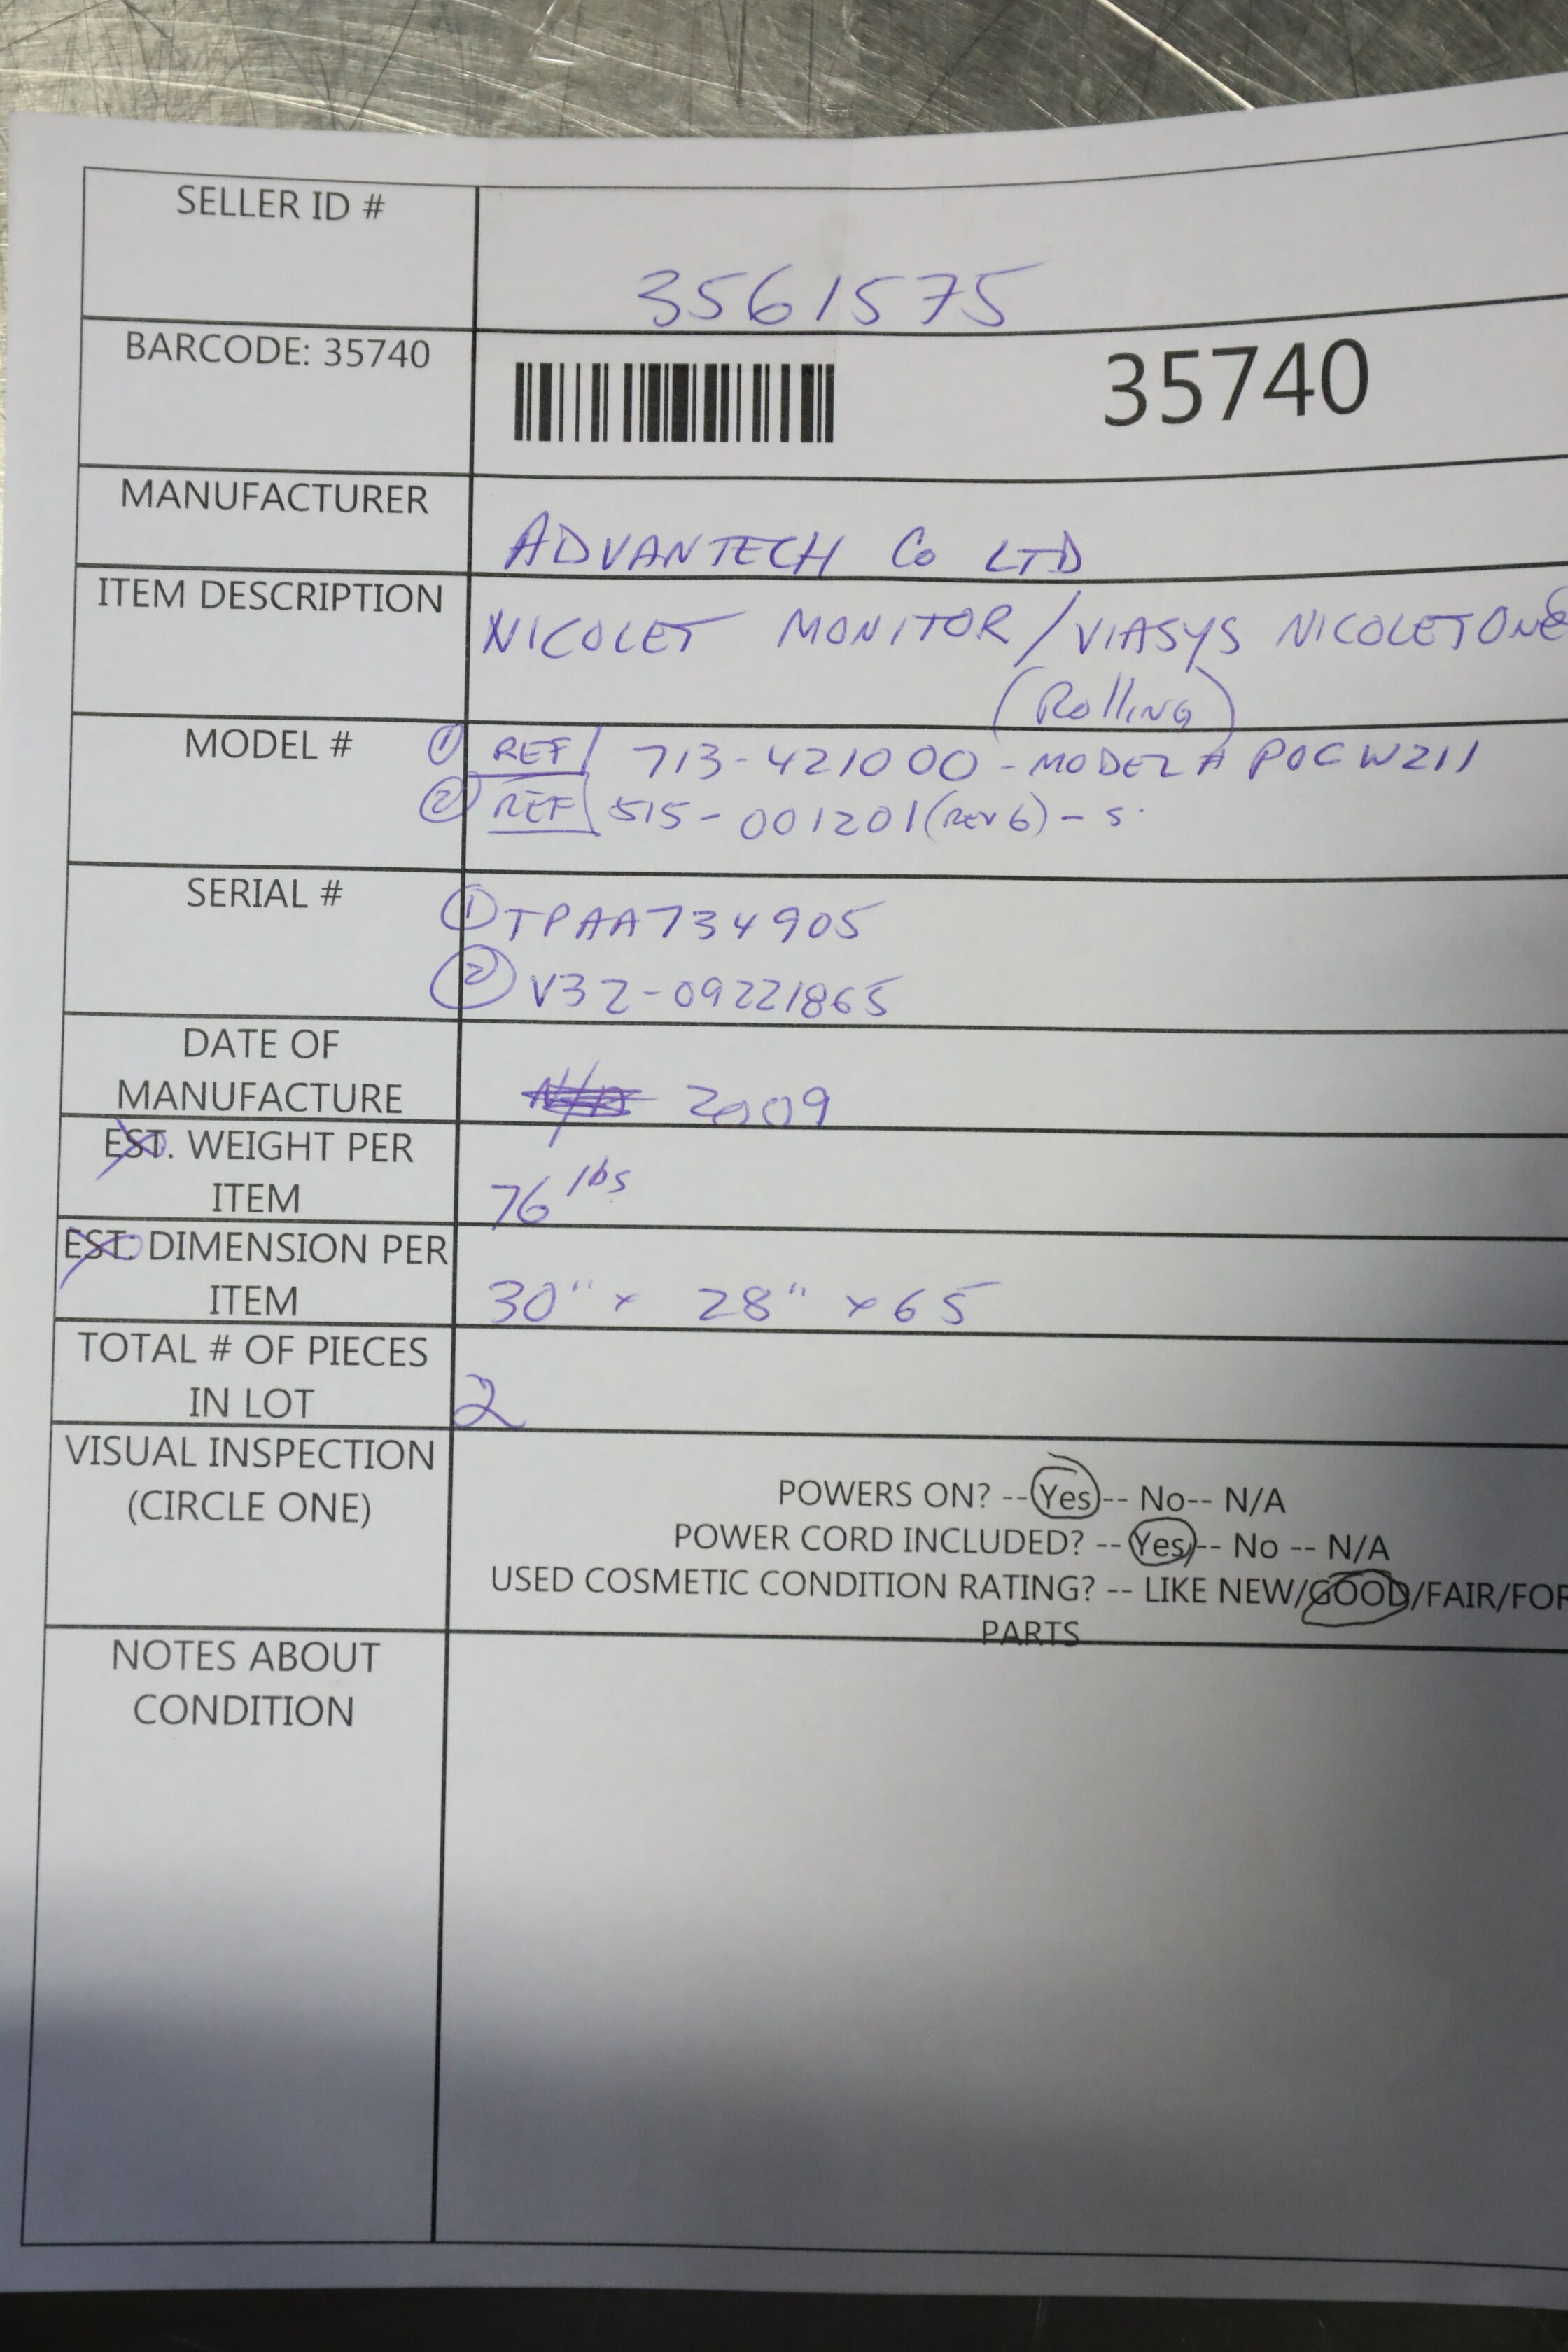 SELLER ID #
3561575
BARCODE: 35740
35740
MANUFACTURER
ADVANTECH Co LTD
ITEM DESCRIPTION
NICOLET MONITOR / VIASYS NICOLETONE
(Rolling)
MODEL #
① REF 713-421000 - MODEL # POCW211
② REF 515-001201 (REV 6) - S.
SERIAL #
① TPAA734905
② V32-09221865
DATE OF
MANUFACTURE
N/A 2009
EST. WEIGHT PER
ITEM
76 lbs
EST. DIMENSION PER
ITEM
30" x 28" x 65
TOTAL # OF PIECES
IN LOT
2
VISUAL INSPECTION
(CIRCLE ONE)
POWERS ON? --Yes-- No-- N/A
POWER CORD INCLUDED? -- Yes -- No -- N/A
USED COSMETIC CONDITION RATING? -- LIKE NEW/GOOD/FAIR/FOR
PARTS
NOTES ABOUT
CONDITION